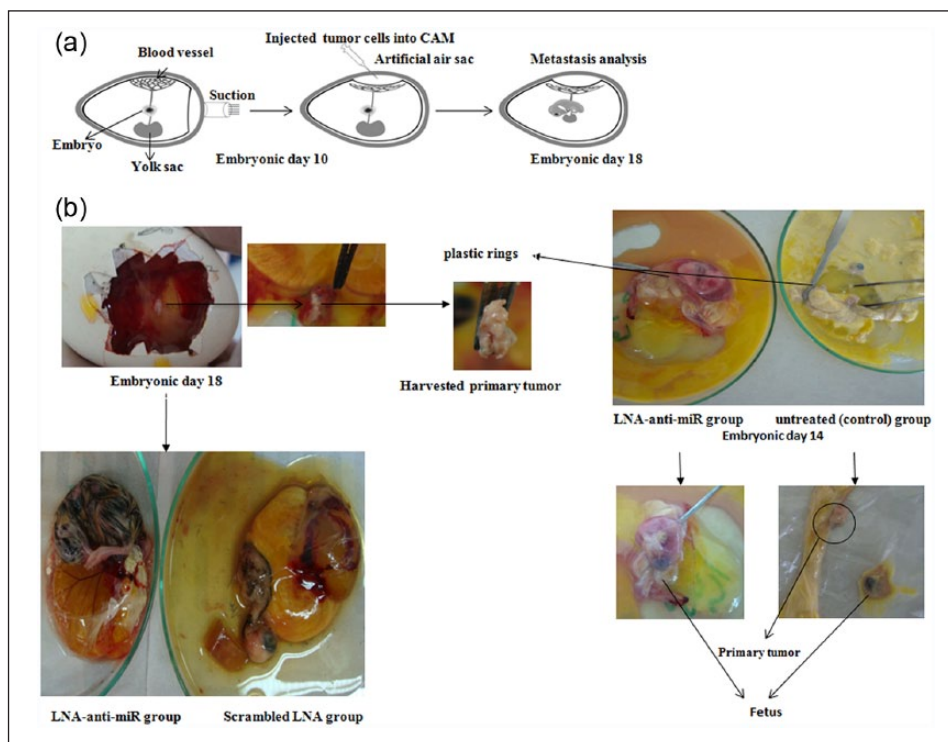 (a)
Injected tumor cells into CAM
Blood vessel
Artificial air sac
Metastasis analysis
Suction
Embryo
Yolk sac
Embryonic day 10
Embryonic day 18
(b)
plastic rings
Embryonic day 18
Harvested primary tumor
LNA-anti-miR group
untreated (control) group
Embryonic day 14
Primary tumor
Fetus
LNA-anti-miR group
Scrambled LNA group